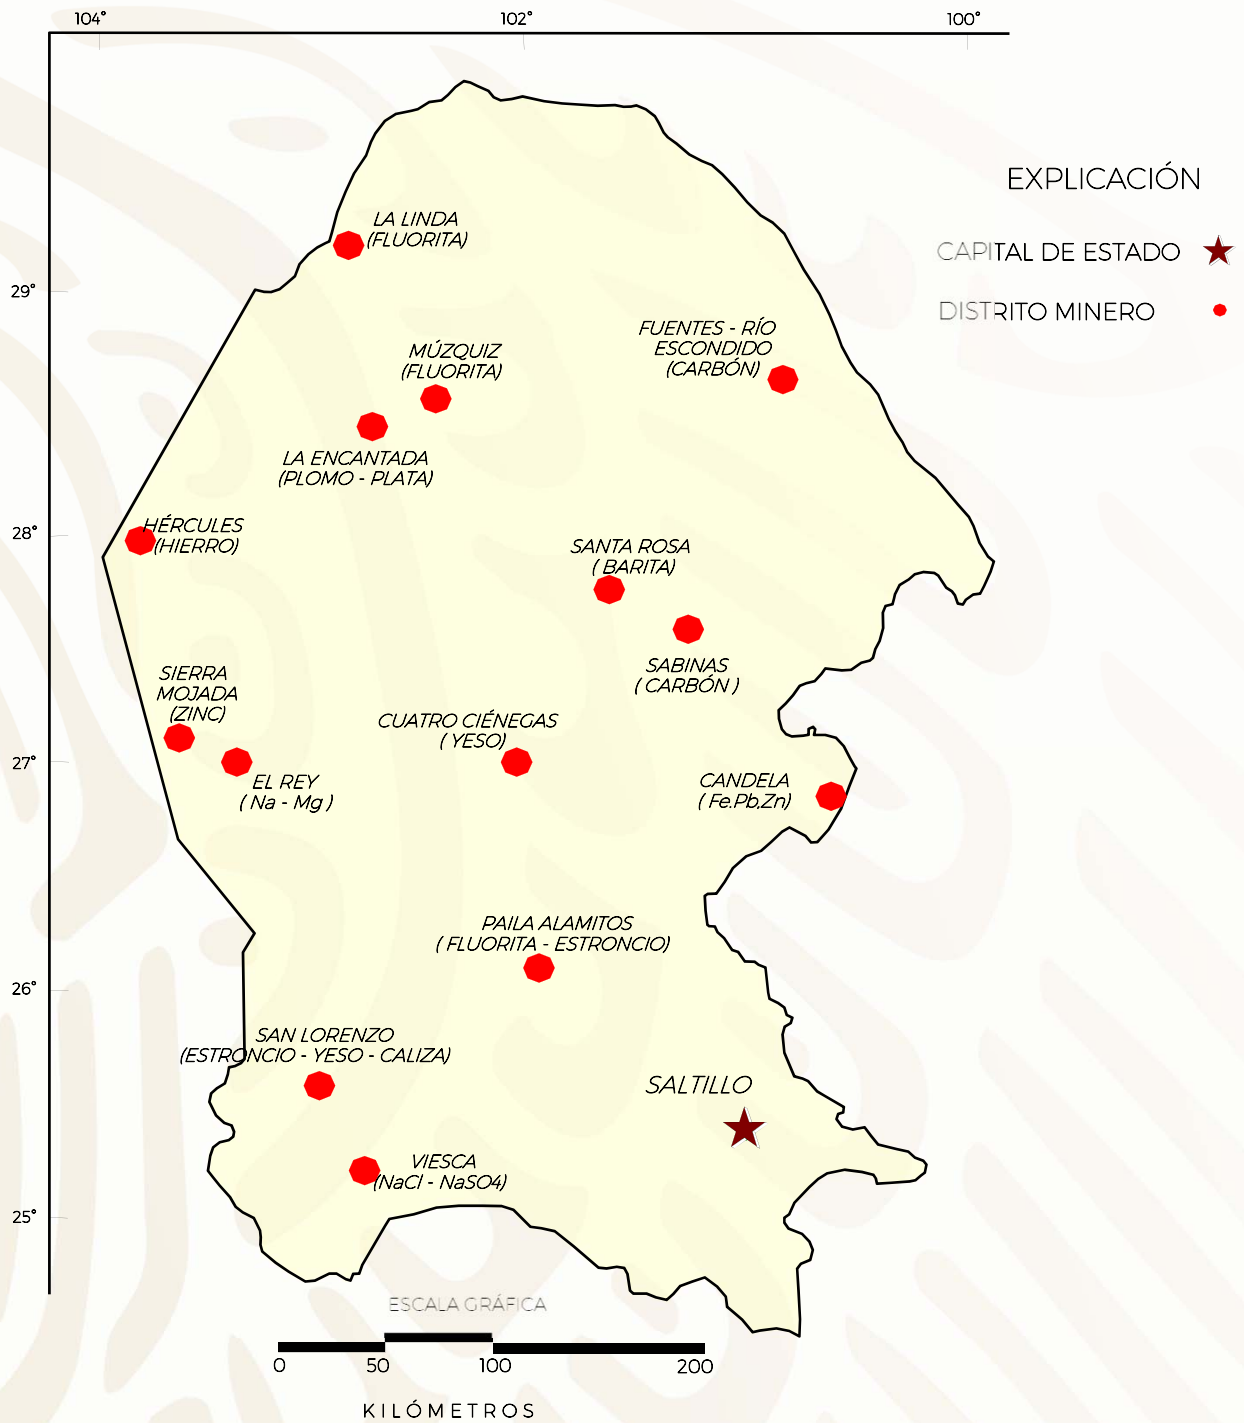 104°
102°
100°
EXPLICACIÓN
LA LINDA
(FLUORITA)
CAPITAL DE ESTADO
29°
DISTRITO MINERO
FUENTES - RÍO
ESCONDIDO
(CARBÓN)
MÚZQUIZ
(FLUORITA)
LA ENCANTADA
(PLOMO - PLATA)
28°
HÉRCULES
(HIERRO)
SANTA ROSA
( BARITA)
SABINAS
( CARBÓN )
SIERRA
MOJADA
(ZINC)
CUATRO CIÉNEGAS
( YESO)
27°
EL REY
( Na - Mg )
CANDELA
( Fe.Pb,Zn)
PAILA ALAMITOS
( FLUORITA - ESTRONCIO)
26°
SAN LORENZO
(ESTRONCIO - YESO - CALIZA)
SALTILLO
VIESCA
(NaCl - NaSO4)
25°
ESCALA GRÁFICA
0 50 100 200
KILÓMETROS